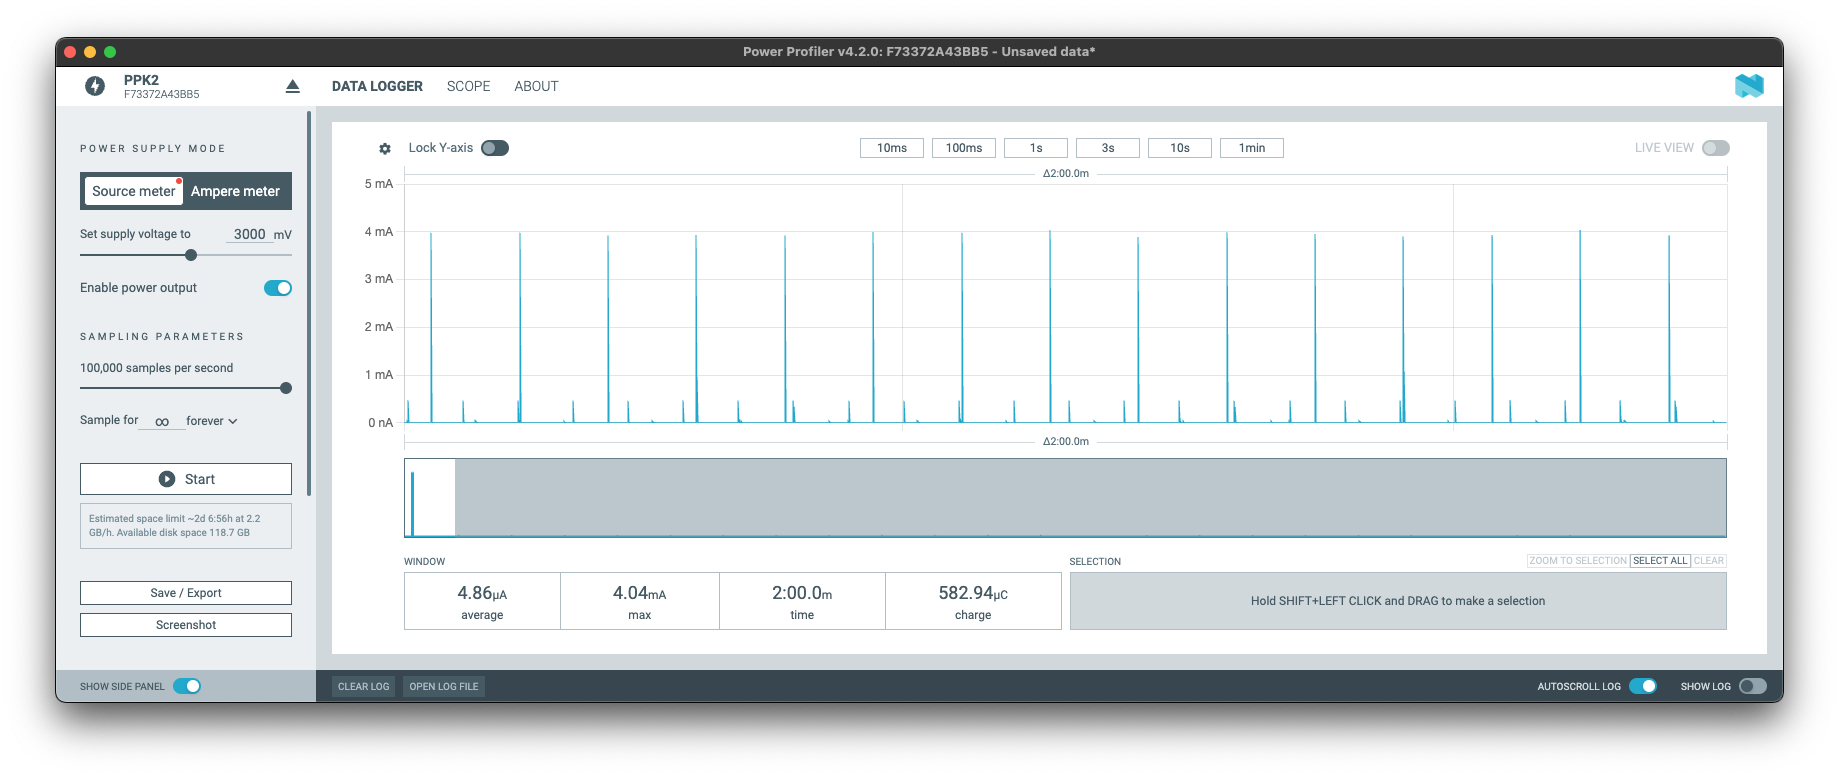 Power Profiler v4.2.0: F73372A43BB5 - Unsaved data*
PPK2
F73372A43BB5
DATA LOGGER
SCOPE
ABOUT
POWER SUPPLY MODE
Source meter
Ampere meter
Set supply voltage to 3000 mV
Enable power output
SAMPLING PARAMETERS
100,000 samples per second
Sample for ∞ forever
Start
Estimated space limit ~2d 6:56h at 2.2
GB/h. Available disk space 118.7 GB
Save / Export
Screenshot
SHOW SIDE PANEL
Lock Y-axis
10ms
100ms
1s
3s
10s
1min
LIVE VIEW
Δ2:00.0m
5 mA
4 mA
3 mA
2 mA
1 mA
0 nA
Δ2:00.0m
WINDOW
4.86μA
average
4.04mA
max
2:00.0m
time
582.94μC
charge
SELECTION
ZOOM TO SELECTION
SELECT ALL
CLEAR
Hold SHIFT+LEFT CLICK and DRAG to make a selection
CLEAR LOG
OPEN LOG FILE
AUTOSCROLL LOG
SHOW LOG